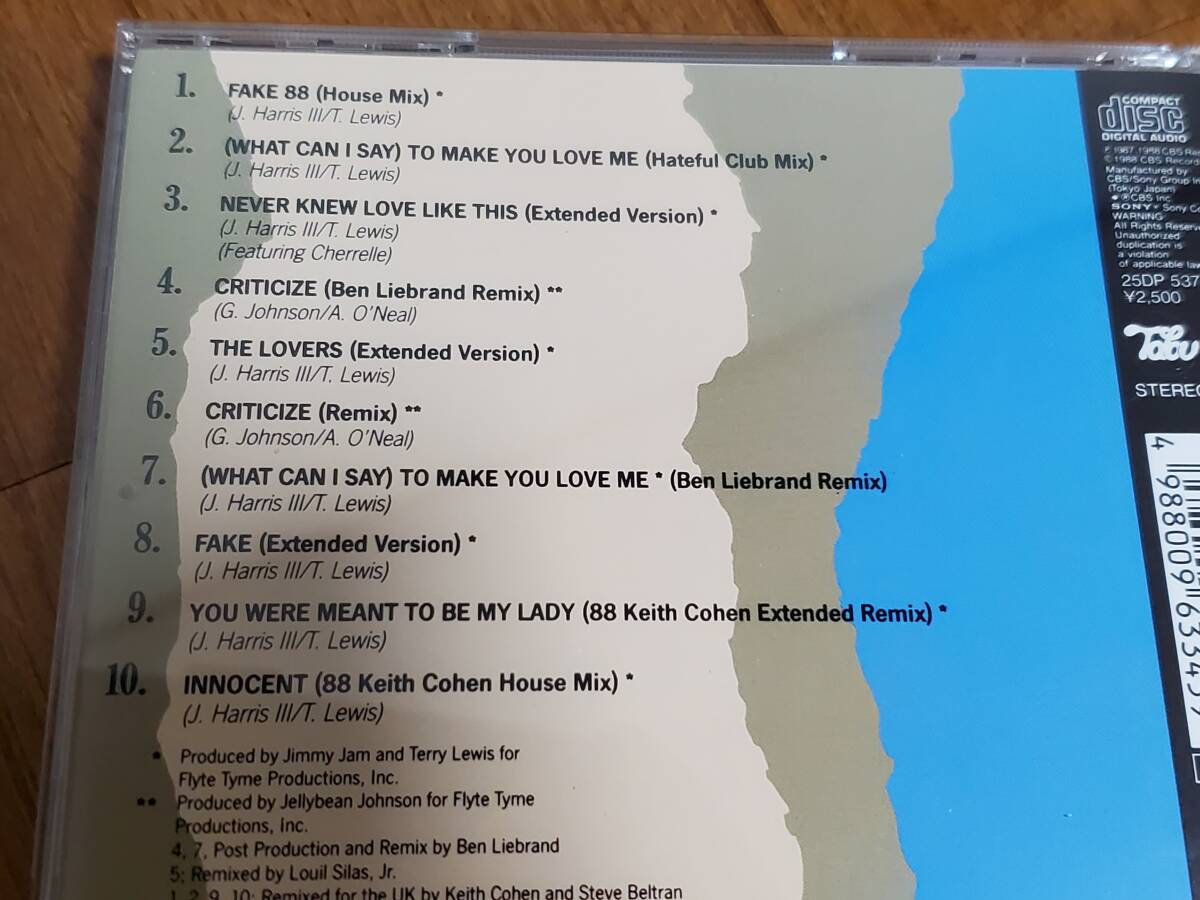 1. FAKE 88 (House Mix) *
(J. Harris III/T. Lewis)
2. (WHAT CAN I SAY) TO MAKE YOU LOVE ME (Hateful Club Mix) *
(J. Harris III/T. Lewis)
3. NEVER KNEW LOVE LIKE THIS (Extended Version) *
(J. Harris III/T. Lewis)
(Featuring Cherrelle)
4. CRITICIZE (Ben Liebrand Remix) **
(G. Johnson/A. O'Neal)
5. THE LOVERS (Extended Version) *
(J. Harris III/T. Lewis)
6. CRITICIZE (Remix) **
(G. Johnson/A. O'Neal)
7. (WHAT CAN I SAY) TO MAKE YOU LOVE ME * (Ben Liebrand Remix)
(J. Harris III/T. Lewis)
8. FAKE (Extended Version) *
(J. Harris III/T. Lewis)
9. YOU WERE MEANT TO BE MY LADY (88 Keith Cohen Extended Remix) *
(J. Harris III/T. Lewis)
10. INNOCENT (88 Keith Cohen House Mix) *
(J. Harris III/T. Lewis)
* Produced by Jimmy Jam and Terry Lewis for
Flyte Tyme Productions, Inc.
** Produced by Jellybean Johnson for Flyte Tyme
Productions, Inc.
4, 7, Post Production and Remix by Ben Liebrand
5; Remixed by Louil Silas, Jr.
1, 2, 9, 10: Remixed for the UK by Keith Cohen and Steve Beltran
COMPACT
disc
DIGITAL AUDIO
℗ 1987, 1988 CBS
© 1988 CBS
Manufactured by
CBS/Sony Group
(Tokyo Japan)
CBS Inc.
SONY Sony
WARNING
All Rights
Unauthorized
duplication is
a violation
of applicable
25DP 537
¥2,500
Tabu
STEREO
4 988009 63345